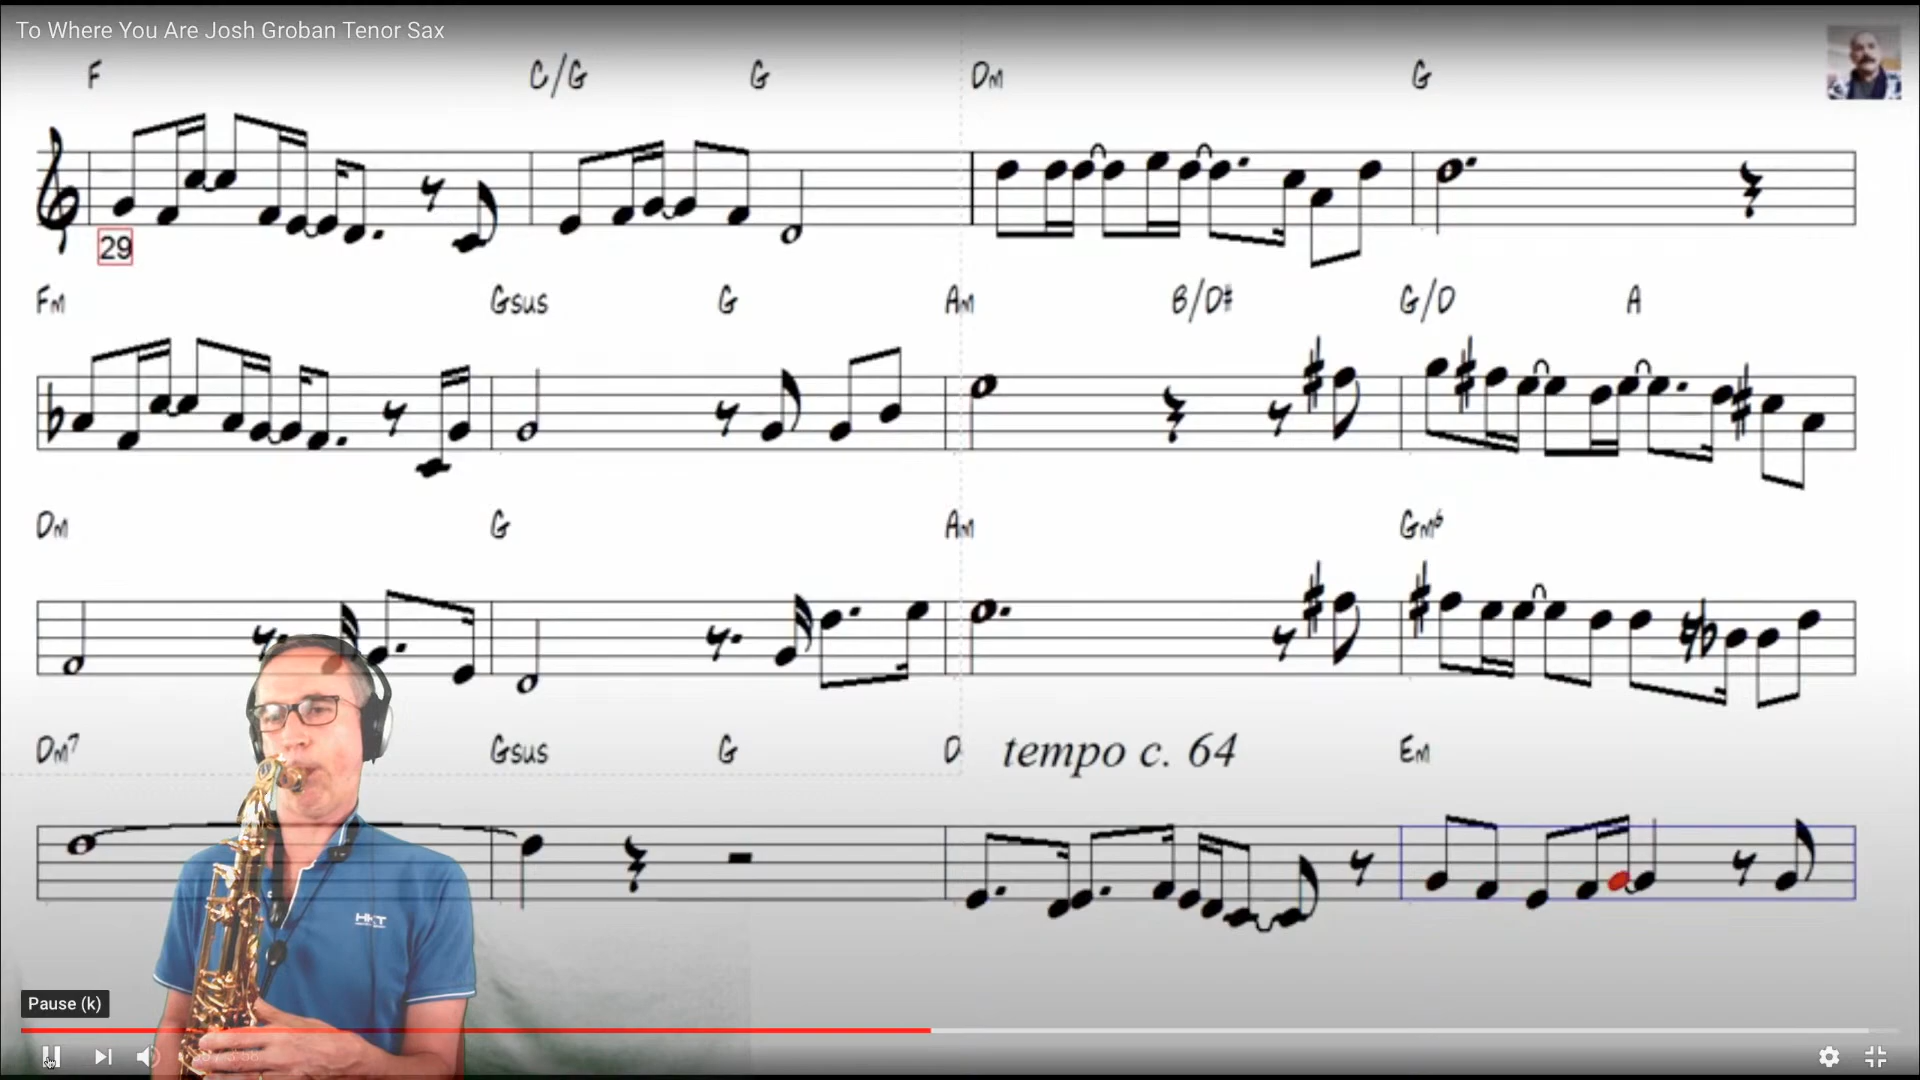 To Where You Are Josh Groban Tenor Sax
F C/G G Dm G
29
Fm Gsus G Am B/D# G/D A
Dm G Am Gm6
Dm7 Gsus G D tempo c. 64 Em
HKT
Pause (k)